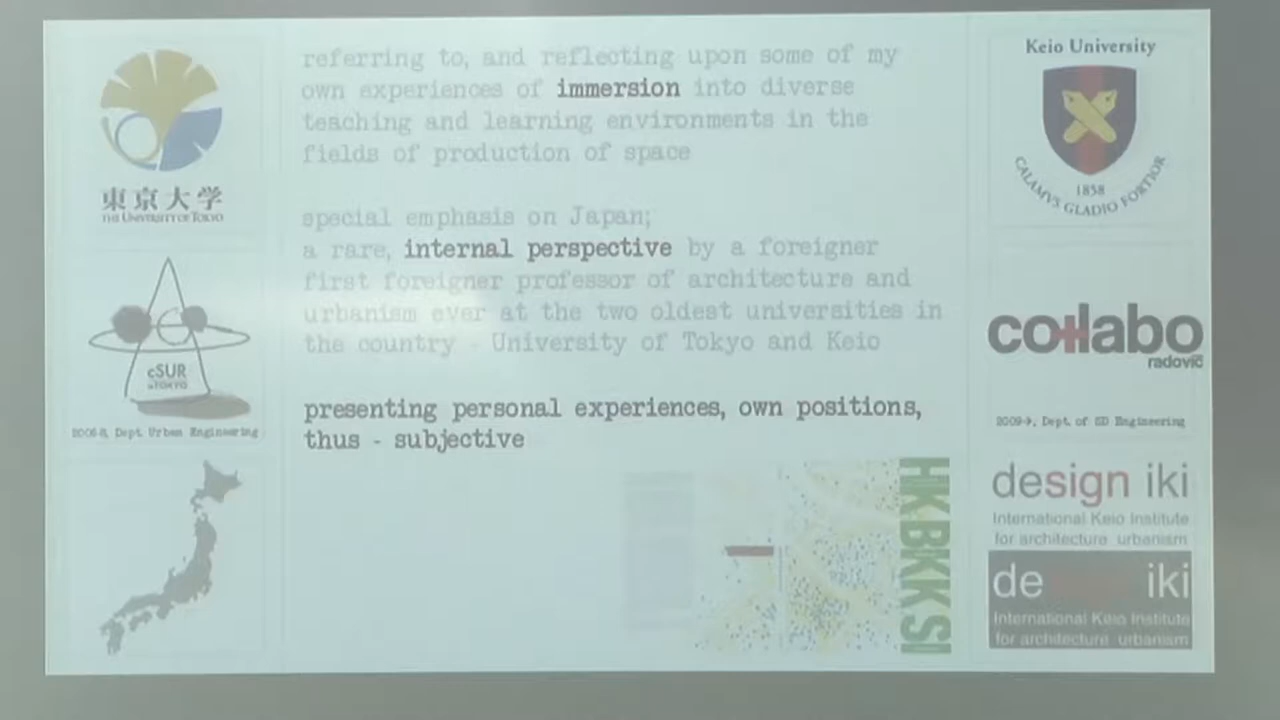 東京大学
THE UNIVERSITY OF TOKYO
cSUR
Dept. Urban Engineering
referring to, and reflecting upon some of my
own experiences of immersion into diverse
teaching and learning environments in the
fields of production of space
special emphasis on Japan;
a rare, internal perspective by a foreigner
first foreigner professor of architecture and
urbanism ever at the two oldest universities in
the country - University of Tokyo and Keio
presenting personal experiences, own positions,
thus - subjective
HK BKK SI
Keio University
1858
CALAMVS GLADIO FORTIOR
co+labo
radović
Dept. of SD Engineering
design iki
International Keio Institute
for architecture urbanism
de iki
International Keio Institute
for architecture urbanism